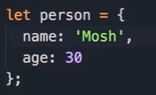 let person = {
  name: 'Mosh',
  age: 30
};